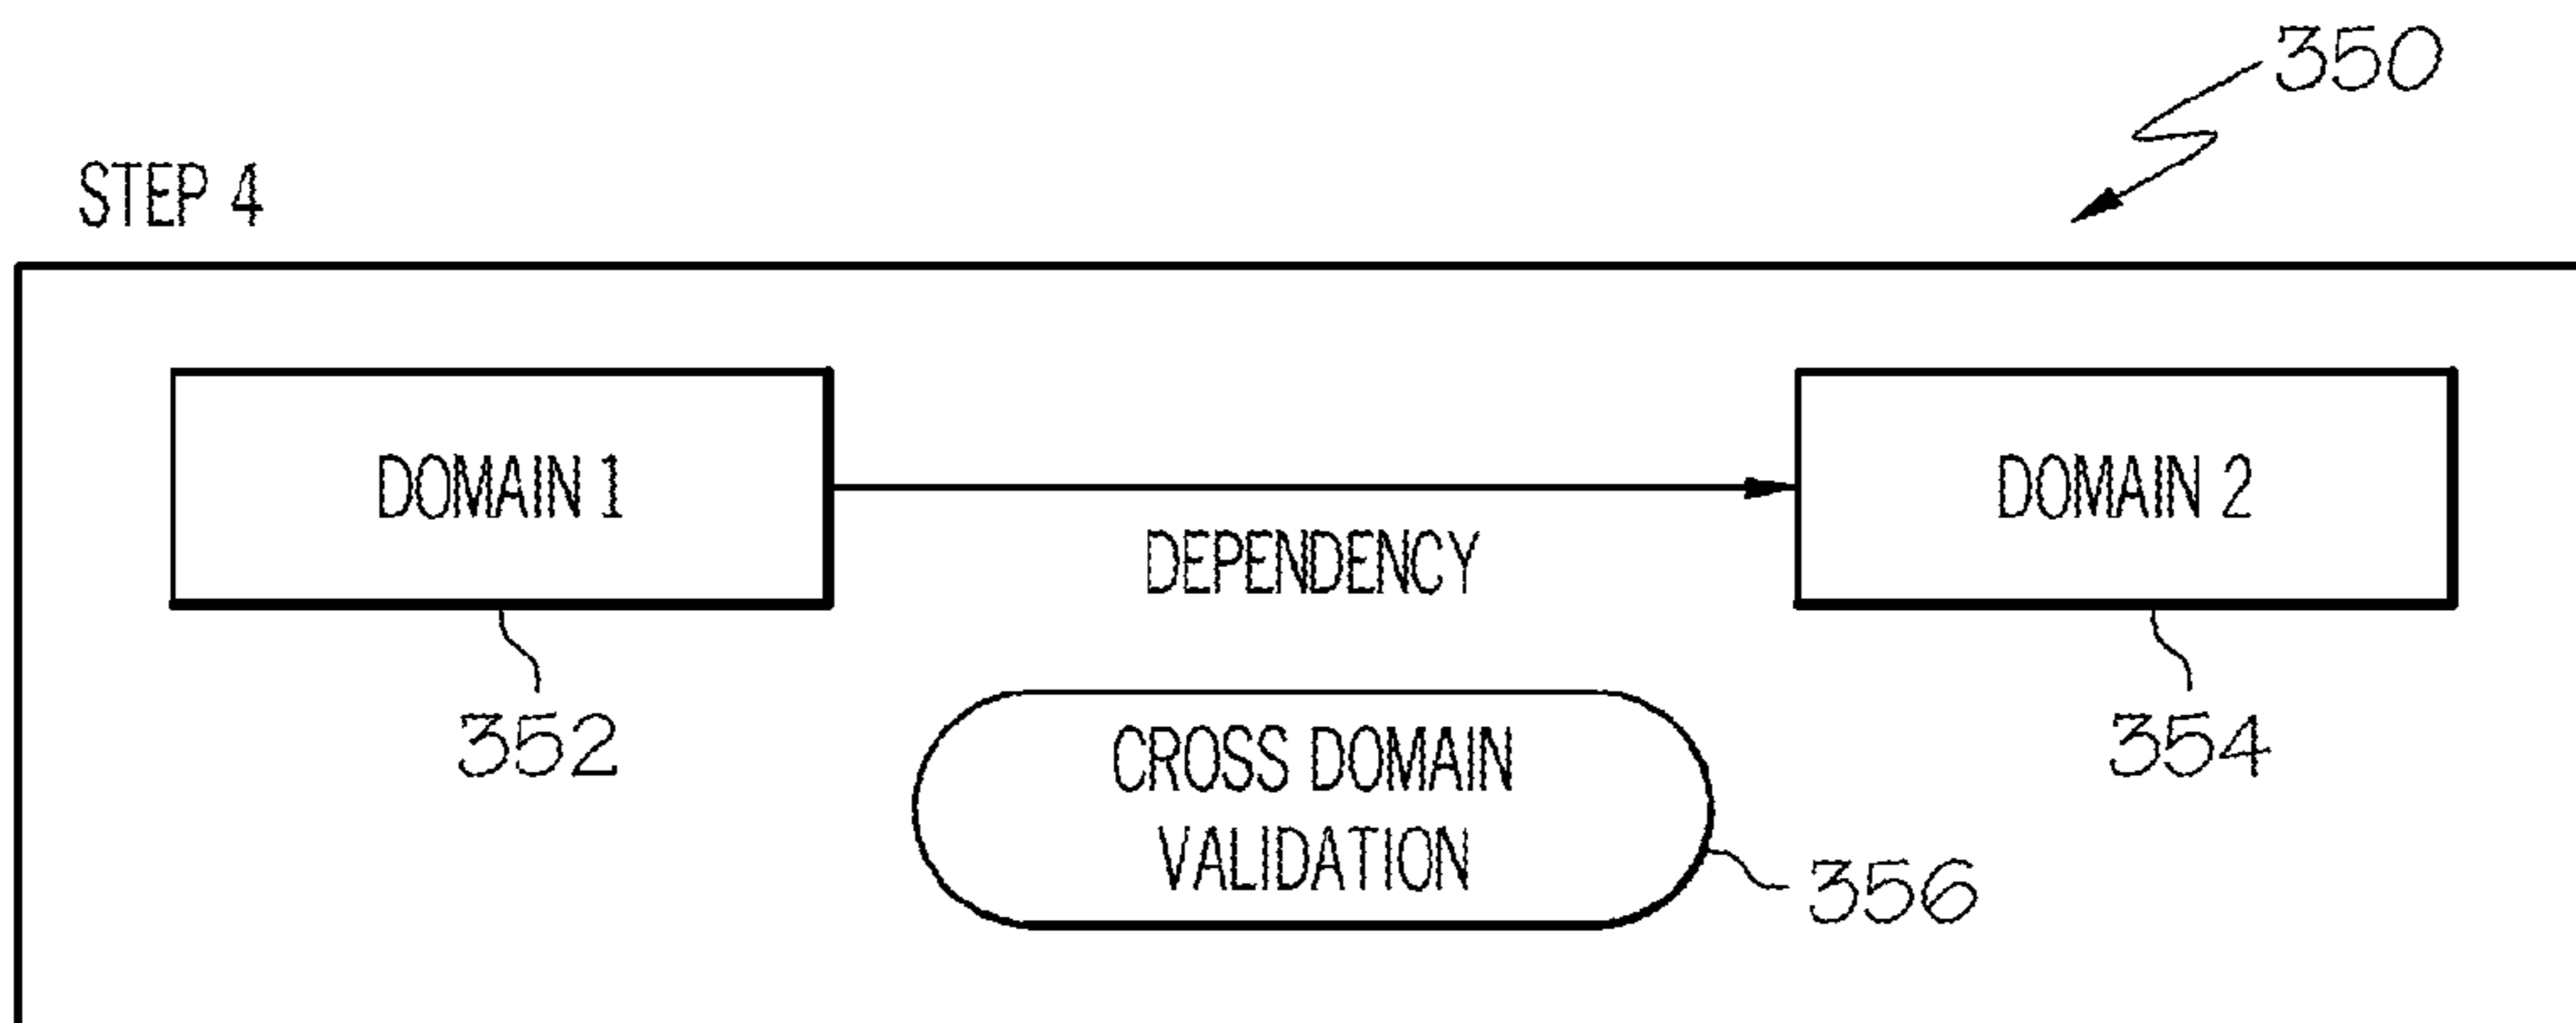 350
STEP 4
DOMAIN 1
DOMAIN 2
DEPENDENCY
352
354
CROSS DOMAIN
VALIDATION
356